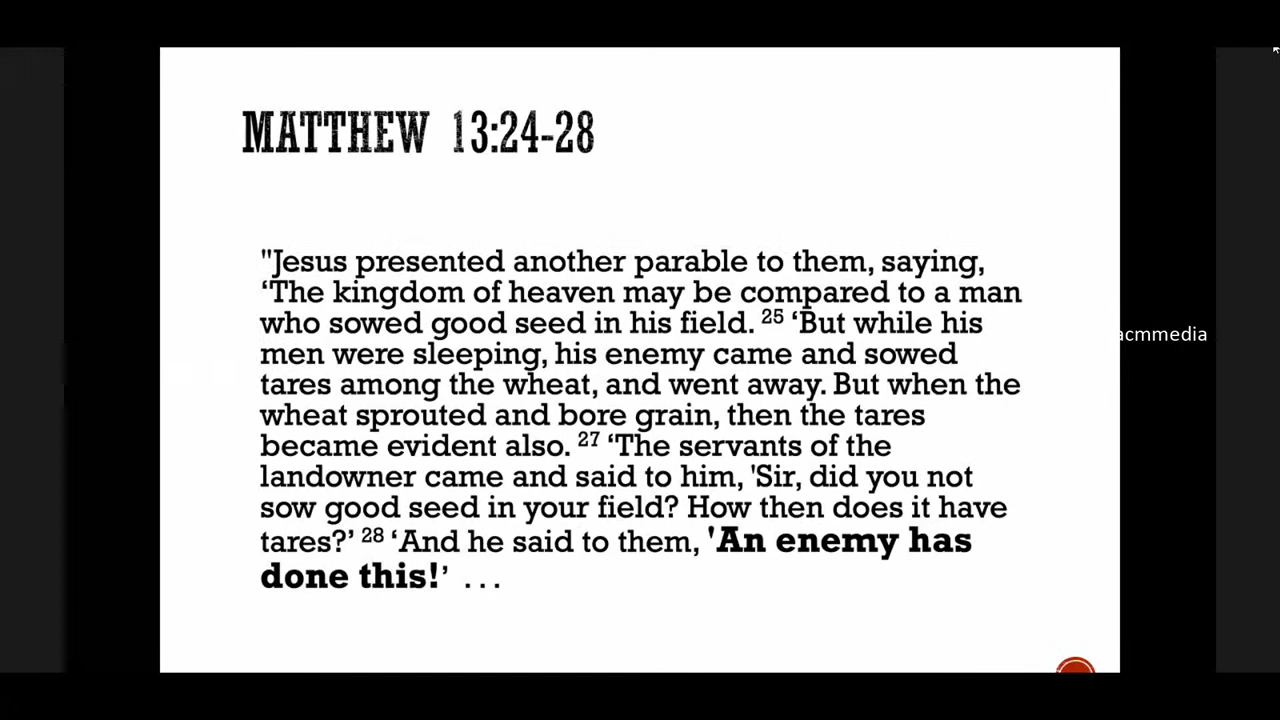 MATTHEW 13:24-28
"Jesus presented another parable to them, saying,
‘The kingdom of heaven may be compared to a man
who sowed good seed in his field. 25 ‘But while his
men were sleeping, his enemy came and sowed
tares among the wheat, and went away. But when the
wheat sprouted and bore grain, then the tares
became evident also. 27 ‘The servants of the
landowner came and said to him, 'Sir, did you not
sow good seed in your field? How then does it have
tares?’ 28 ‘And he said to them, 'An enemy has
done this!’ ...
acmmedia